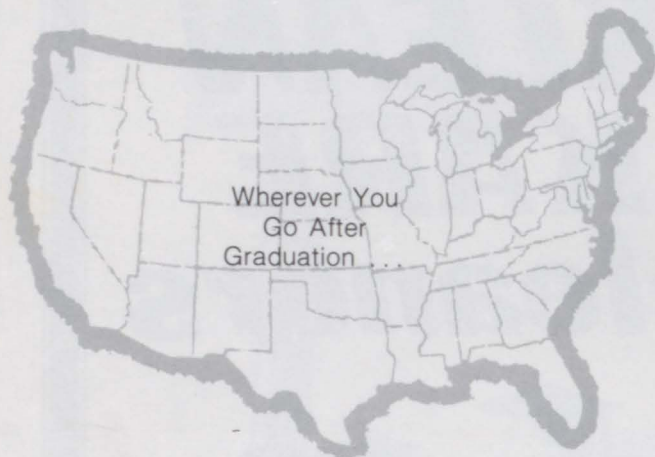 Wherever You
Go After
Graduation . . .